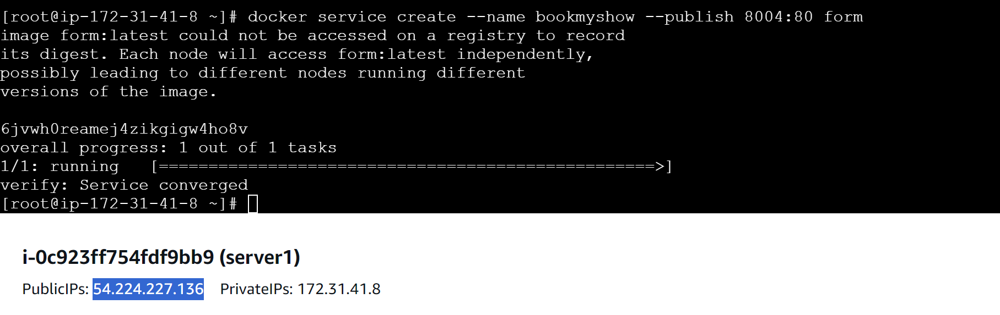 [root@ip-172-31-41-8 ~]# docker service create --name bookmyshow --publish 8004:80 form
image form:latest could not be accessed on a registry to record
its digest. Each node will access form:latest independently,
possibly leading to different nodes running different
versions of the image.
6jvwh0reamej4zikgigw4ho8v
overall progress: 1 out of 1 tasks
1/1: running   [==================================================>]
verify: Service converged
[root@ip-172-31-41-8 ~]#
i-0c923ff754fdf9bb9 (server1)
PublicIPs: 54.224.227.136 PrivateIPs: 172.31.41.8